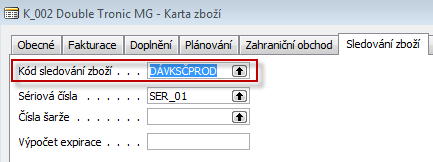 K_002 Double Tronic MG - Karta zboží
Obecné Fakturace Doplnění Plánování Zahraniční obchod Sledování zboží
Kód sledování zboží . . . . DÁVKSČPROD
Sériová čísla . . . . . . . SER_01
Čísla šarže . . . . . . . .
Výpočet expirace . . . . .